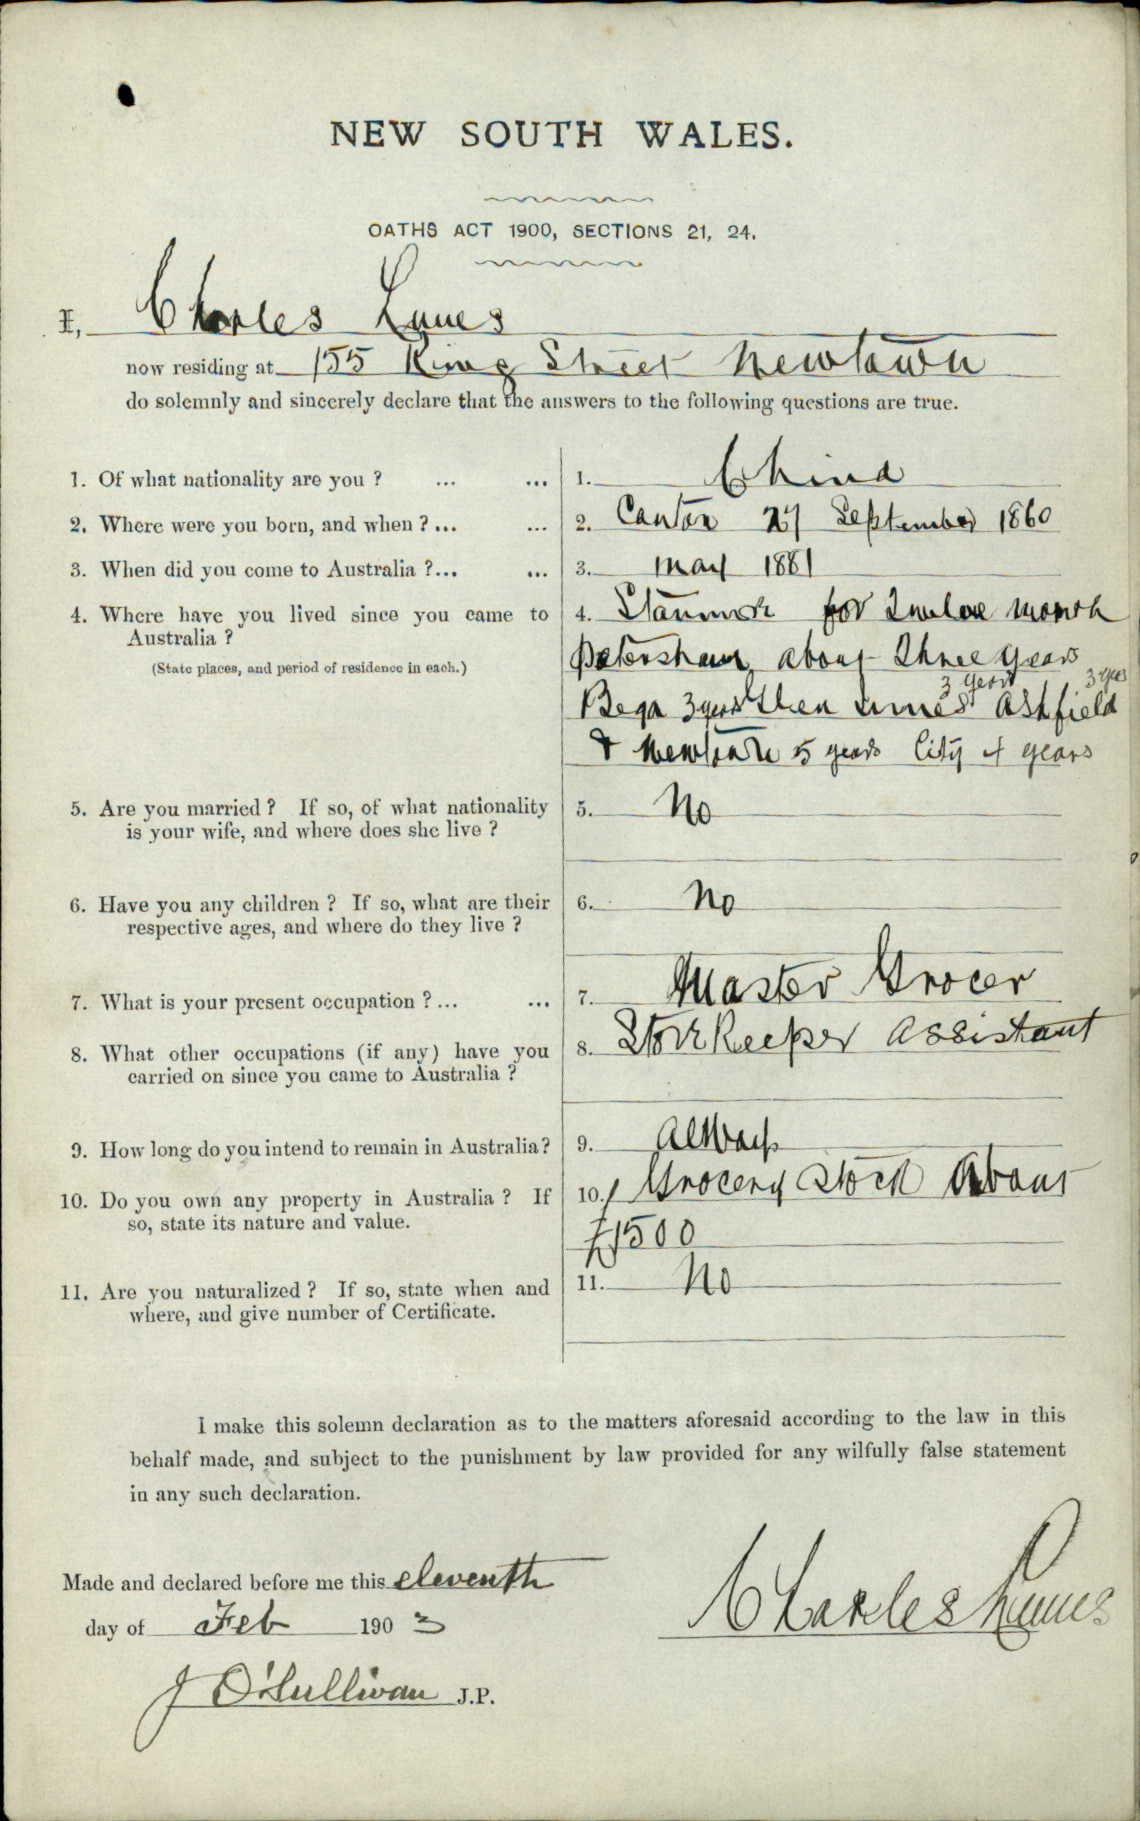 NEW SOUTH WALES.
OATHS ACT 1900, SECTIONS 21, 24.
I, Charles
now residing at 155 King Street Newtown
do solemnly and sincerely declare that the answers to the following questions are true.
1. Of what nationality are you ? ... ... 1. China
2. Where were you born, and when ? ... ... 2. Canton 27 September 1860
3. When did you come to Australia ?... ... 3. May 1881
4. Where have you lived since you came to 4. for Twelve month
Australia ?
(State places, and period of residence in each.) Petersham about Three years
3 years 3 yrs
Bega 3 years then Ashfield
& Newtown 5 years City 4 years
5. Are you married ? If so, of what nationality 5. No
is your wife, and where does she live ?
6. Have you any children ? If so, what are their 6. No
respective ages, and where do they live ?
7. What is your present occupation ? ... ... 7. Master Grocer
8. What other occupations (if any) have you 8. StoreKeeper Assistant
carried on since you came to Australia ?
9. How long do you intend to remain in Australia? 9. Always
10. Do you own any property in Australia ? If 10. Grocery Stock About
so, state its nature and value. £1500
11. Are you naturalized ? If so, state when and 11. No
where, and give number of Certificate.
I make this solemn declaration as to the matters aforesaid according to the law in this
behalf made, and subject to the punishment by law provided for any wilfully false statement
in any such declaration.
Made and declared before me this eleventh
day of Feb 1903
Charles
J O'Sullivan J.P.